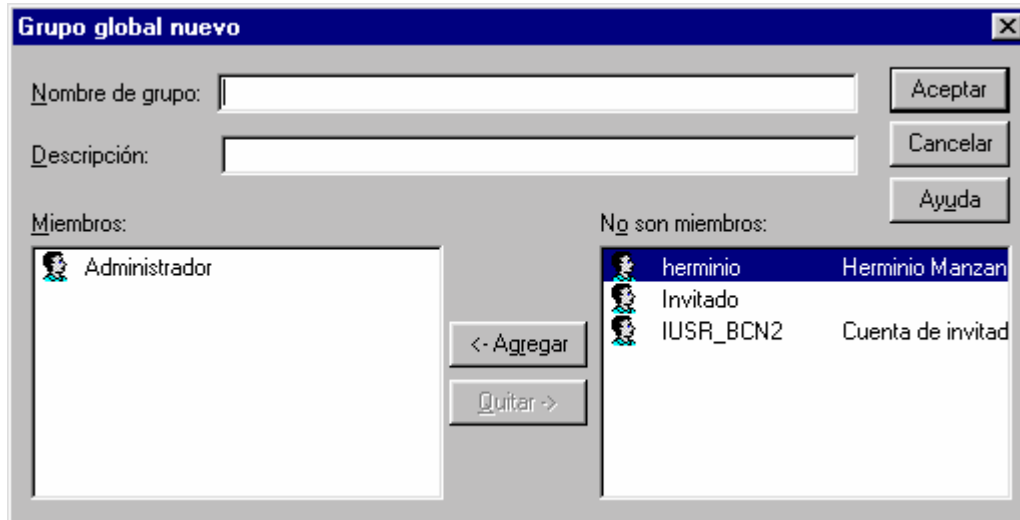 Grupo global nuevo
Nombre de grupo:
Aceptar
Descripción:
Cancelar
Ayuda
Miembros:
No son miembros:
Administrador
herminio Herminio Manzan
Invitado
IUSR_BCN2 Cuenta de invitad
<- Agregar
Quitar ->